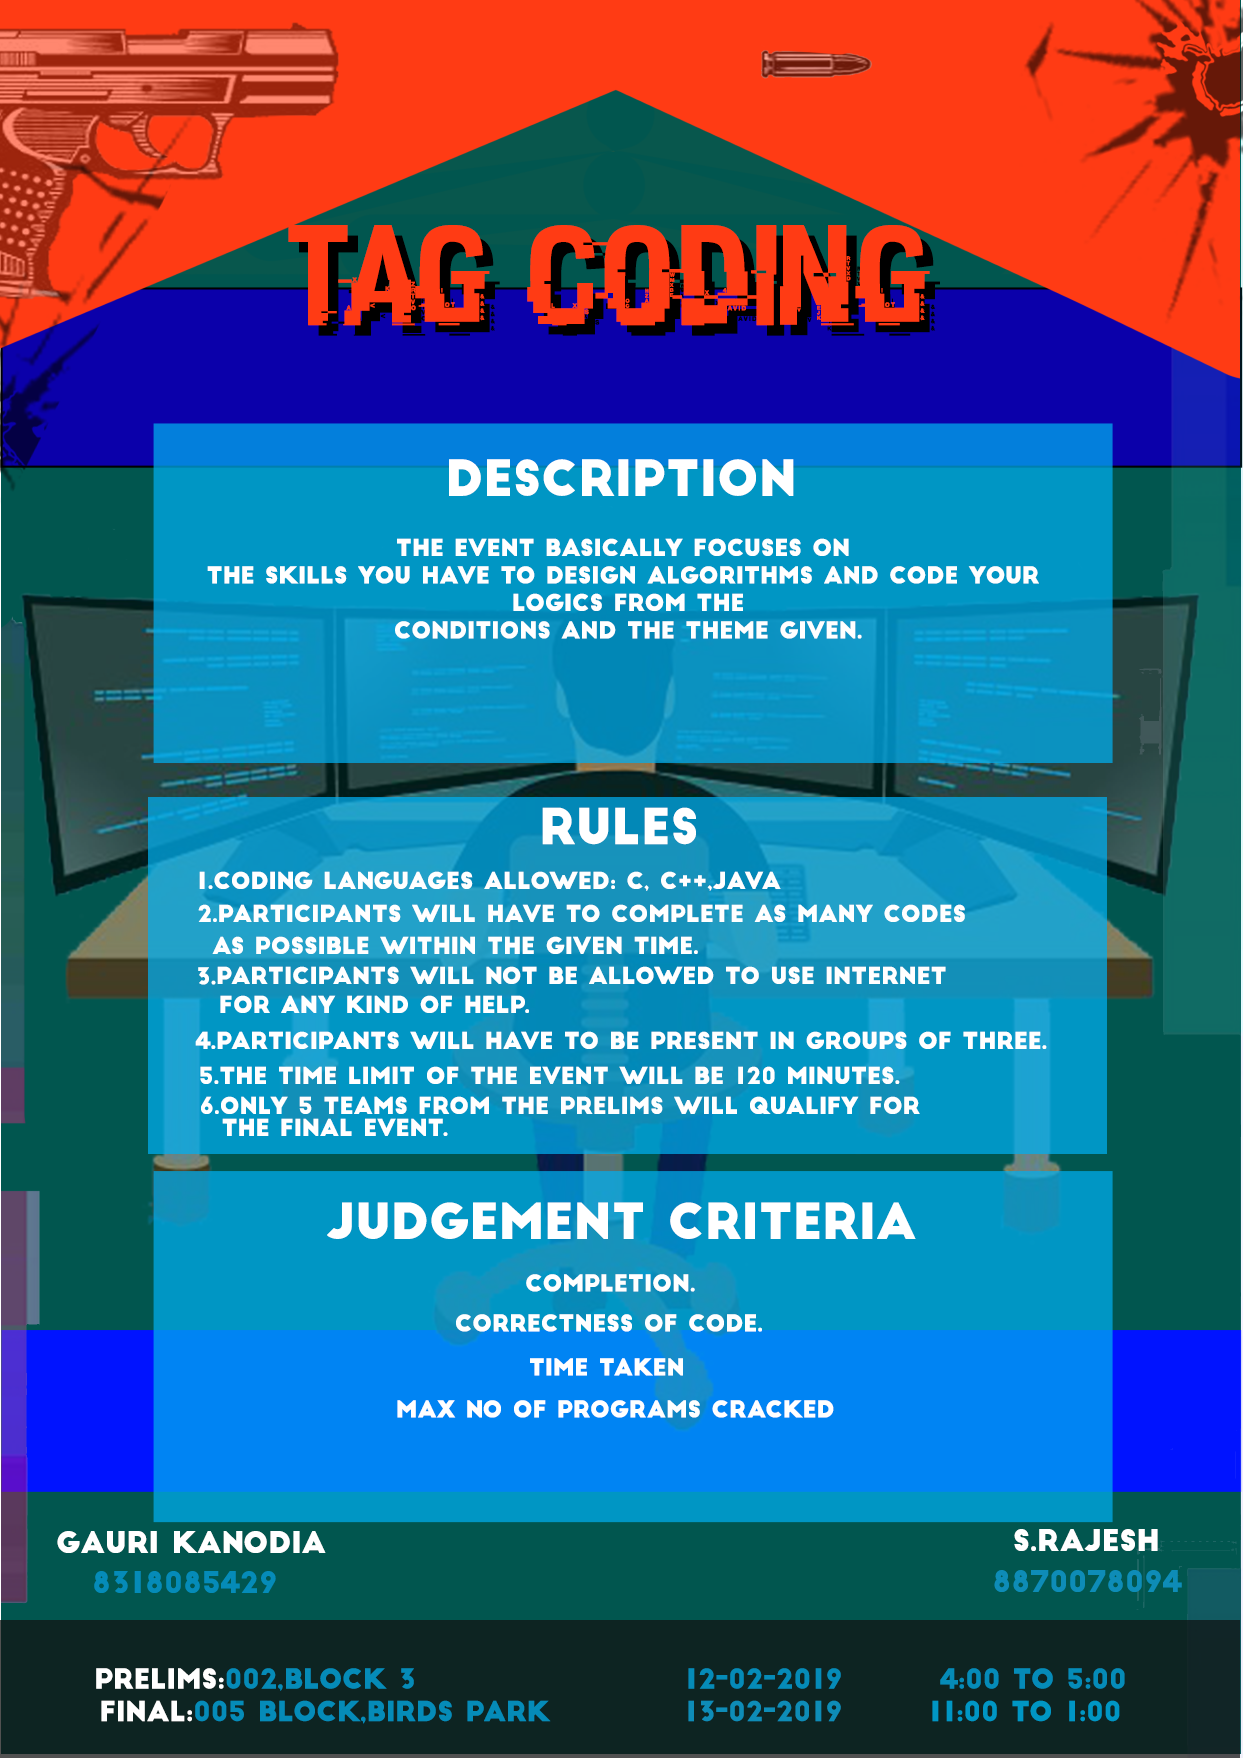 TAG CODING
DESCRIPTION
THE EVENT BASICALLY FOCUSES ON
THE SKILLS YOU HAVE TO DESIGN ALGORITHMS AND CODE YOUR
LOGICS FROM THE
CONDITIONS AND THE THEME GIVEN.
RULES
1.CODING LANGUAGES ALLOWED: C, C++,JAVA
2.PARTICIPANTS WILL HAVE TO COMPLETE AS MANY CODES
AS POSSIBLE WITHIN THE GIVEN TIME.
3.PARTICIPANTS WILL NOT BE ALLOWED TO USE INTERNET
FOR ANY KIND OF HELP.
4.PARTICIPANTS WILL HAVE TO BE PRESENT IN GROUPS OF THREE.
5.THE TIME LIMIT OF THE EVENT WILL BE 120 MINUTES.
6.ONLY 5 TEAMS FROM THE PRELIMS WILL QUALIFY FOR
THE FINAL EVENT.
JUDGEMENT CRITERIA
COMPLETION.
CORRECTNESS OF CODE.
TIME TAKEN
MAX NO OF PROGRAMS CRACKED
GAURI KANODIA S.RAJESH
8318085429 8870078094
PRELIMS:002,BLOCK 3 12-02-2019 4:00 TO 5:00
FINAL:005 BLOCK,BIRDS PARK 13-02-2019 11:00 TO 1:00